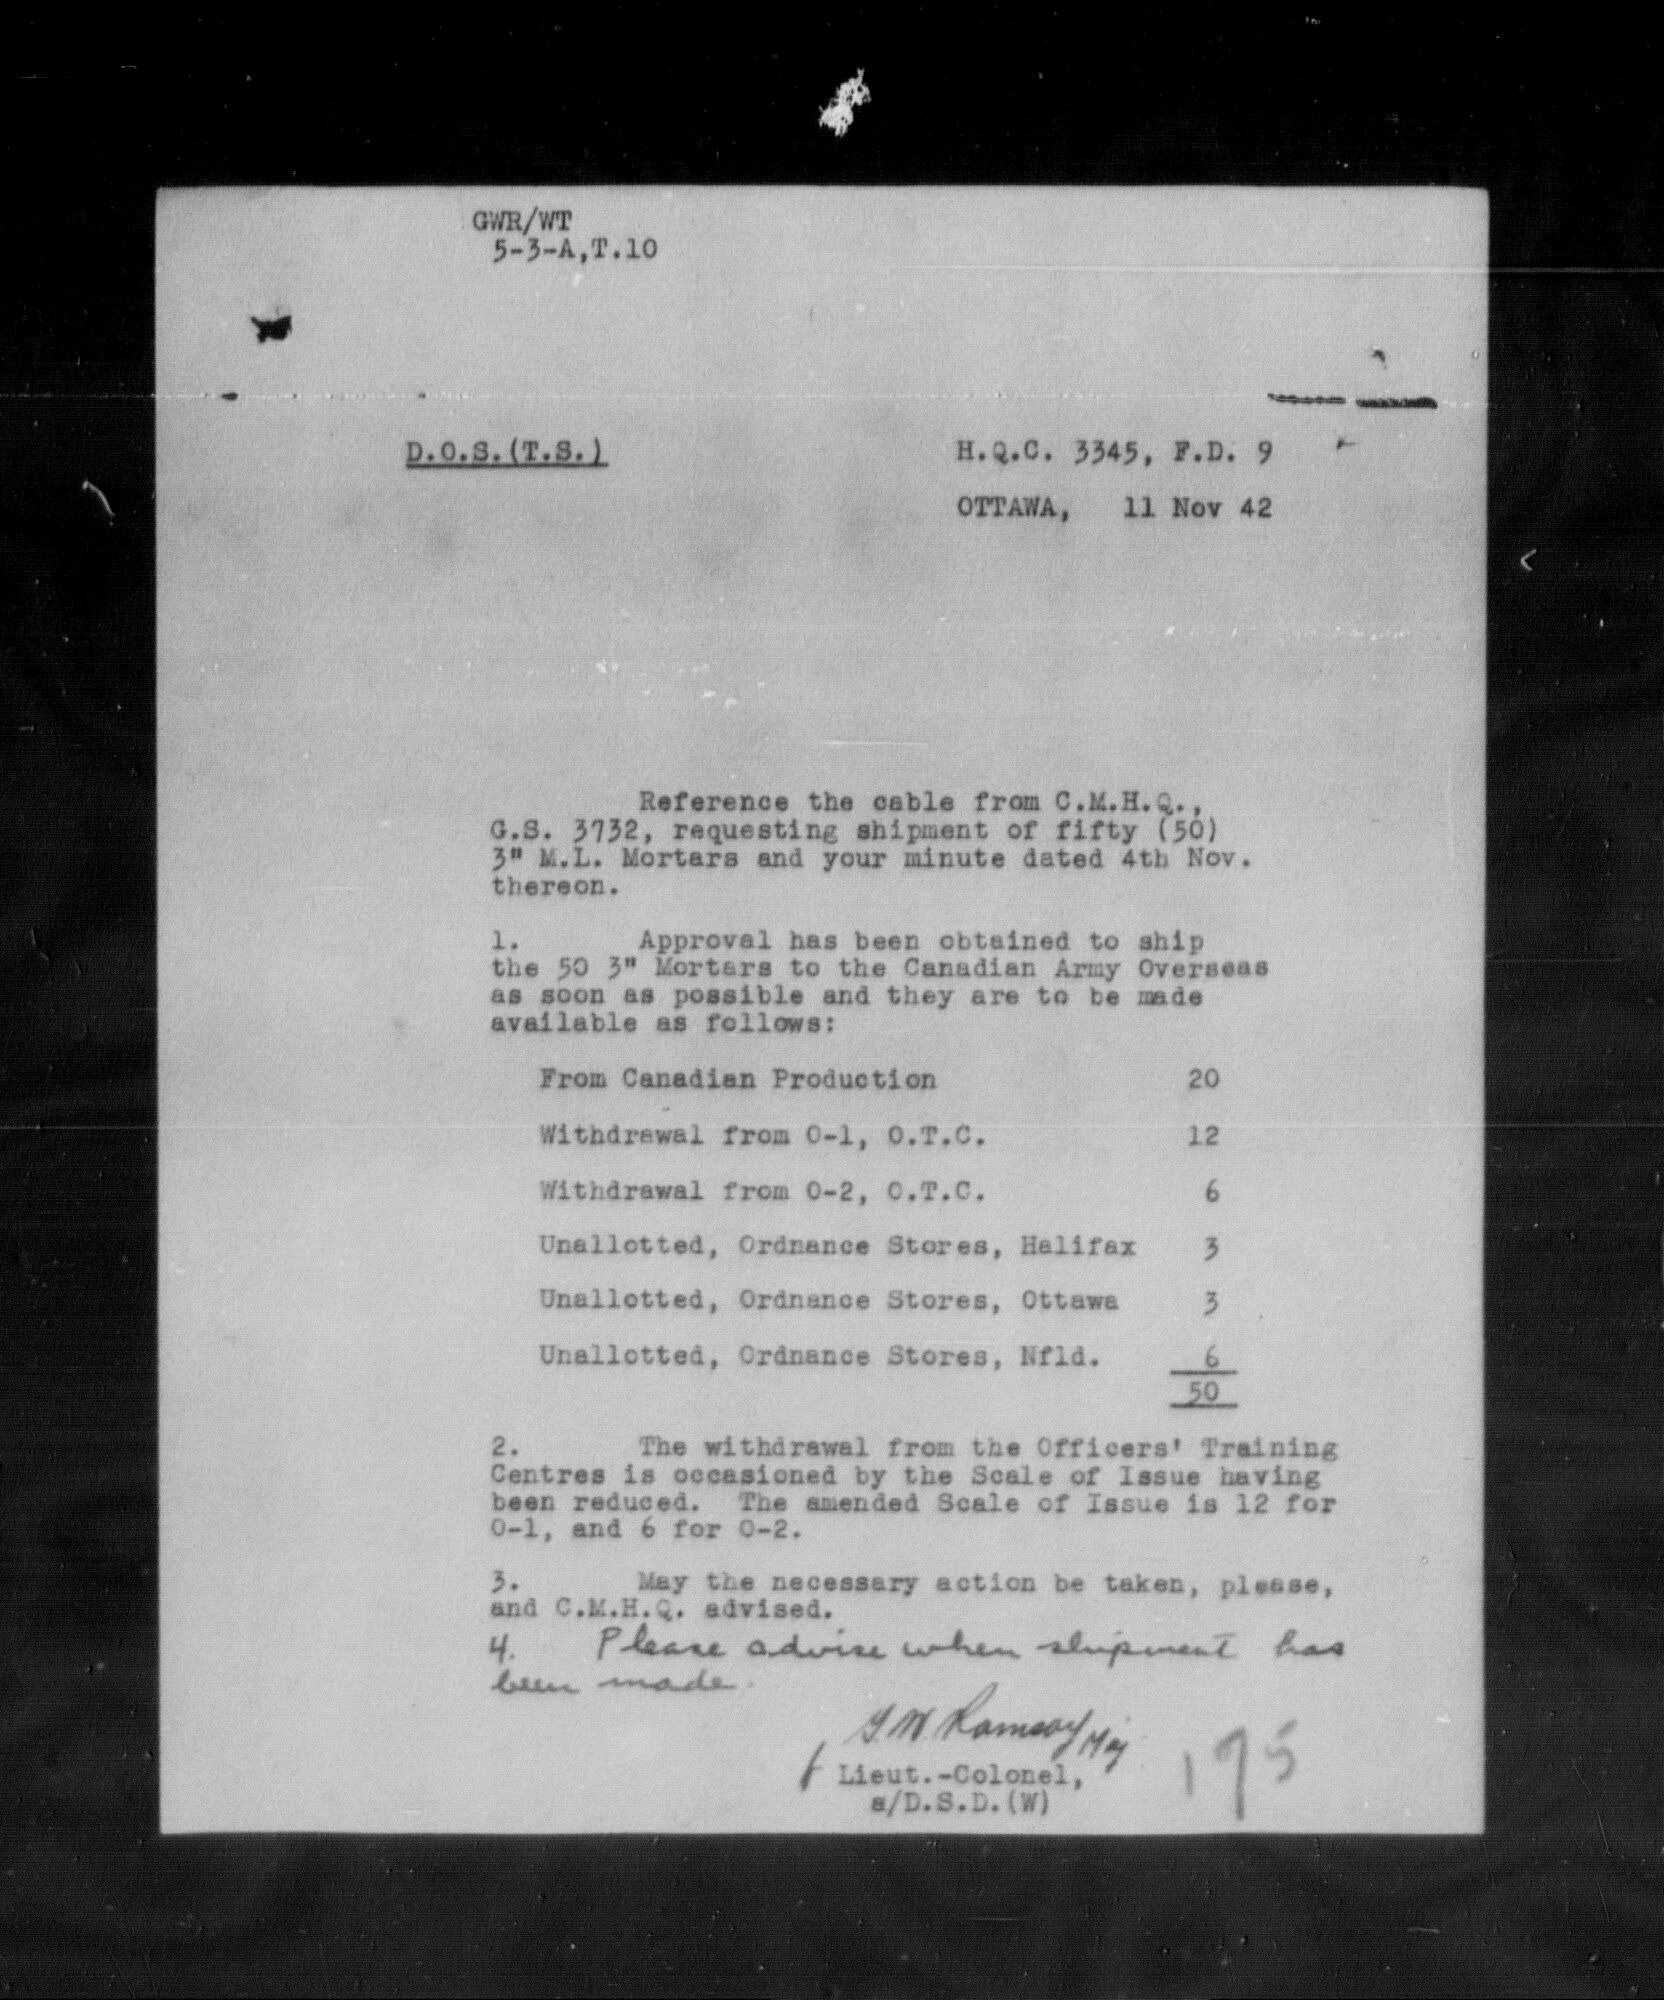 GWR/WT
5-3-A,T.10
D.O.S.(T.S.)
H.Q.C. 3345, F.D. 9
OTTAWA, 11 Nov 42
Reference the cable from C.M.H.Q.,
G.S. 3732, requesting shipment of fifty (50)
3" M.L. Mortars and your minute dated 4th Nov.
thereon.
1. Approval has been obtained to ship
the 50 3" Mortars to the Canadian Army Overseas
as soon as possible and they are to be made
available as follows:
From Canadian Production 20
Withdrawal from O-1, O.T.C. 12
Withdrawal from O-2, O.T.C. 6
Unallotted, Ordnance Stores, Halifax 3
Unallotted, Ordnance Stores, Ottawa 3
Unallotted, Ordnance Stores, Nfld. 6
50
2. The withdrawal from the Officers' Training
Centres is occasioned by the Scale of Issue having
been reduced. The amended Scale of Issue is 12 for
O-1, and 6 for O-2.
3. May the necessary action be taken, please,
and C.M.H.Q. advised.
4. Please advise when shipment has
been made.
G W. Ramsay Maj
f Lieut.-Colonel,
a/D.S.D.(W)
175